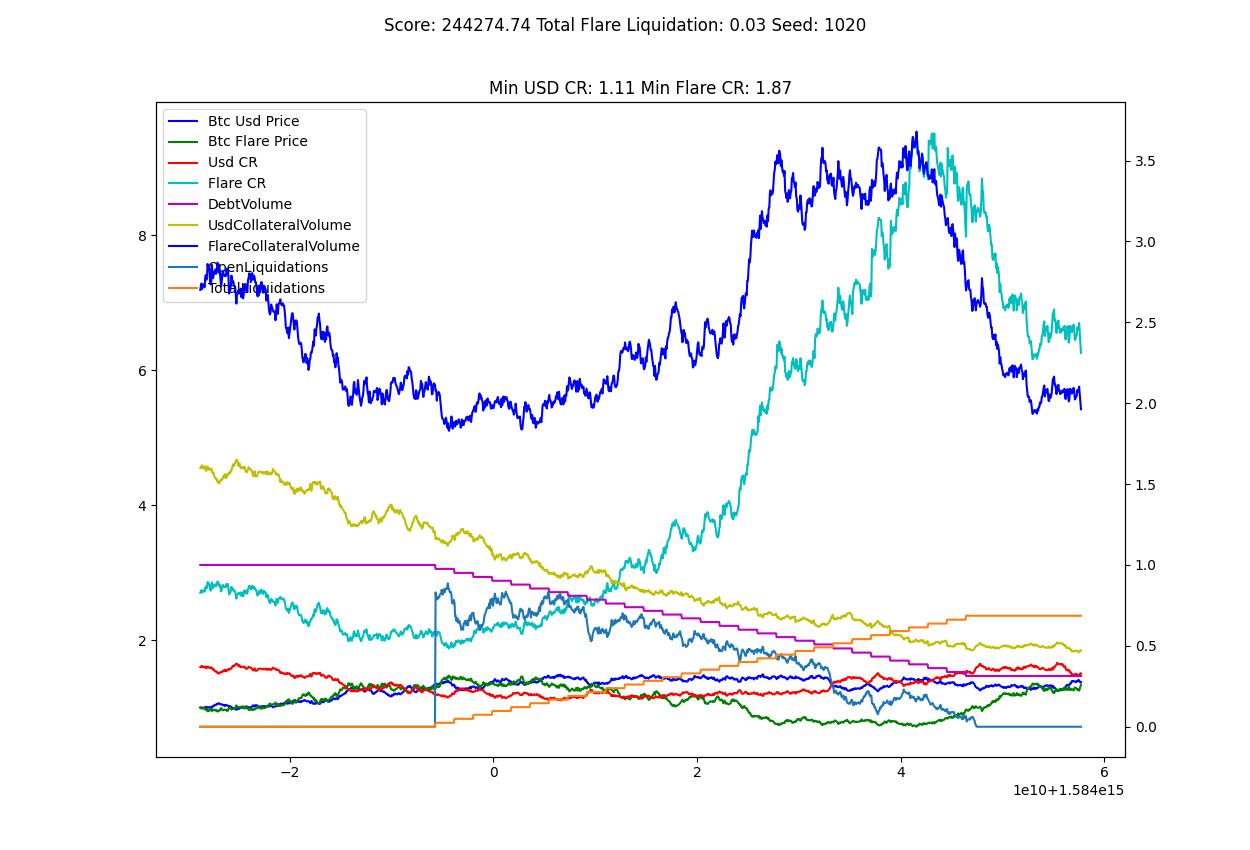 Score: 244274.74 Total Flare Liquidation: 0.03 Seed: 1020
Min USD CR: 1.11 Min Flare CR: 1.87
Btc Usd Price
Btc Flare Price
Usd CR
Flare CR
DebtVolume
UsdCollateralVolume
FlareCollateralVolume
OpenLiquidations
TotalLiquidations
8
6
4
2
3.5
3.0
2.5
2.0
1.5
1.0
0.5
0.0
−2 0 2 4 6
1e10+1.584e15